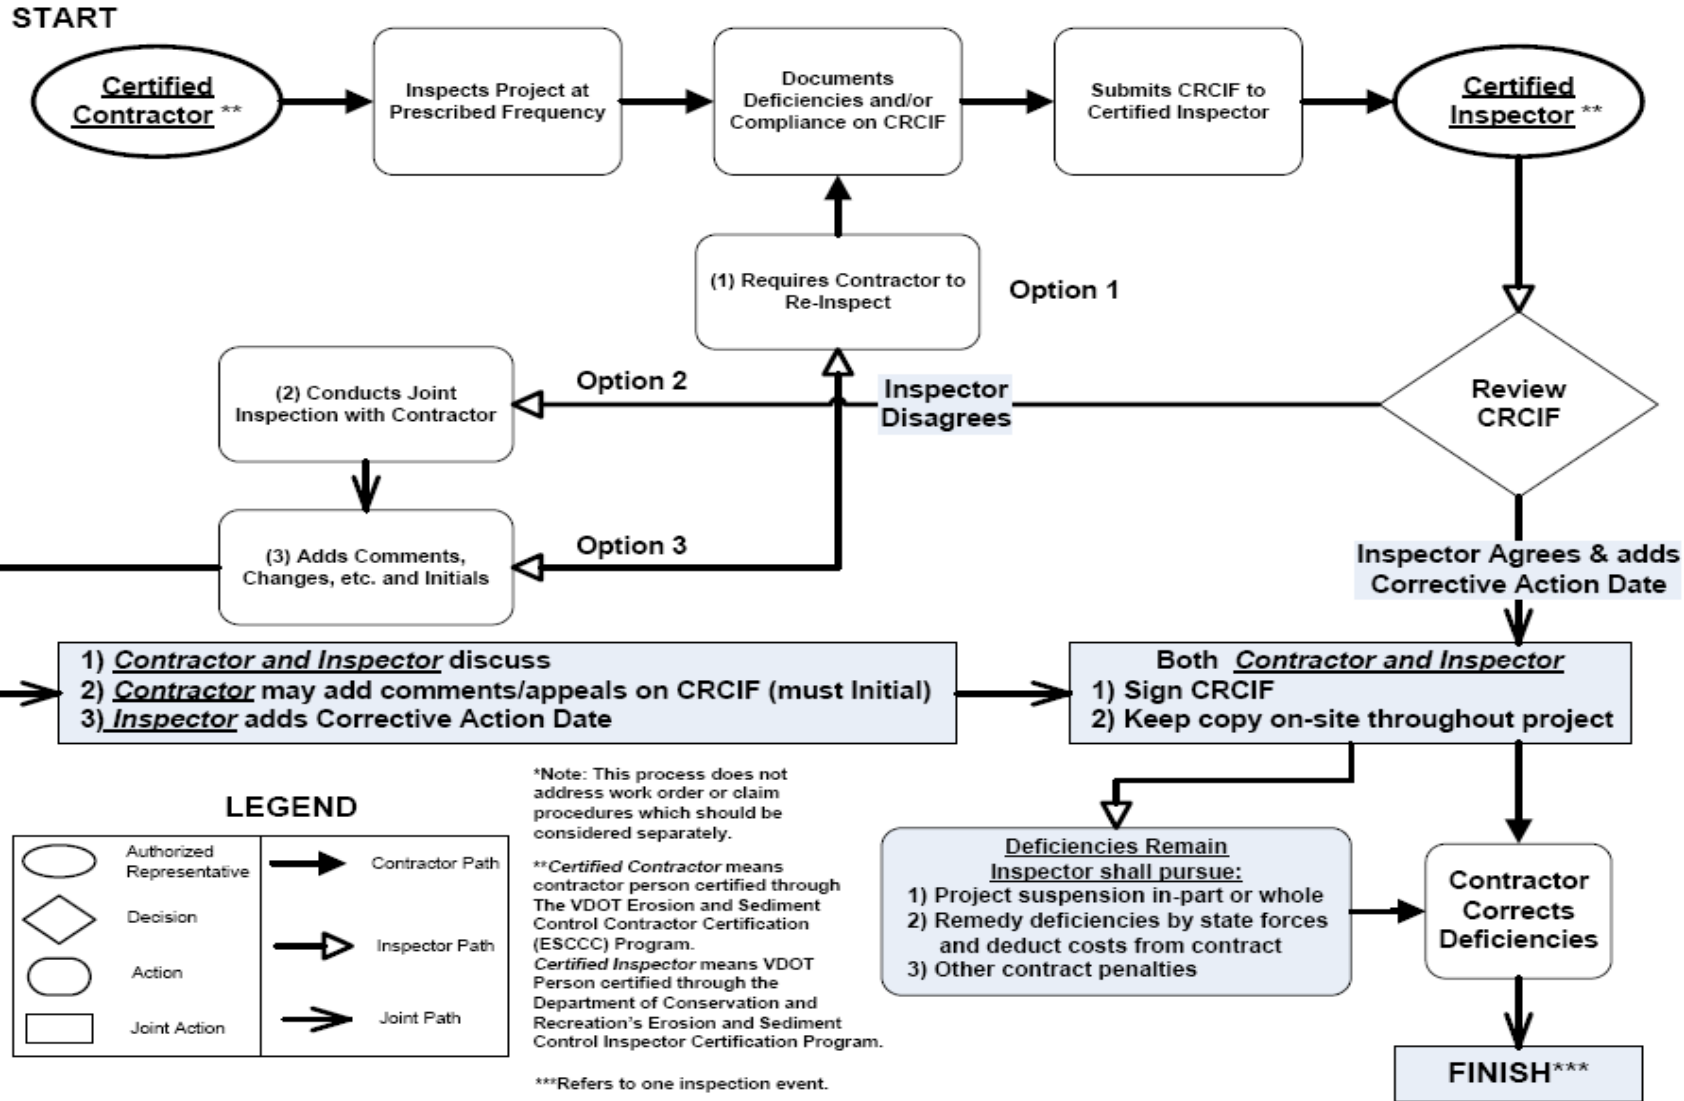 START
Certified
Contractor **
Inspects Project at
Prescribed Frequency
Documents
Deficiencies and/or
Compliance on CRCIF
Submits CRCIF to
Certified Inspector
Certified
Inspector **
(1) Requires Contractor to
Re-Inspect
Option 1
(2) Conducts Joint
Inspection with Contractor
Option 2
Inspector
Disagrees
Review
CRCIF
(3) Adds Comments,
Changes, etc. and Initials
Option 3
Inspector Agrees & adds
Corrective Action Date
1) Contractor and Inspector discuss
2) Contractor may add comments/appeals on CRCIF (must Initial)
3) Inspector adds Corrective Action Date
Both Contractor and Inspector
1) Sign CRCIF
2) Keep copy on-site throughout project
LEGEND
Authorized
Representative
Decision
Action
Joint Action
Contractor Path
Inspector Path
Joint Path
*Note: This process does not
address work order or claim
procedures which should be
considered separately.
**Certified Contractor means
contractor person certified through
The VDOT Erosion and Sediment
Control Contractor Certification
(ESCCC) Program.
Certified Inspector means VDOT
Person certified through the
Department of Conservation and
Recreation's Erosion and Sediment
Control Inspector Certification Program.
***Refers to one inspection event.
Deficiencies Remain
Inspector shall pursue:
1) Project suspension in-part or whole
2) Remedy deficiencies by state forces
and deduct costs from contract
3) Other contract penalties
Contractor
Corrects
Deficiencies
FINISH***